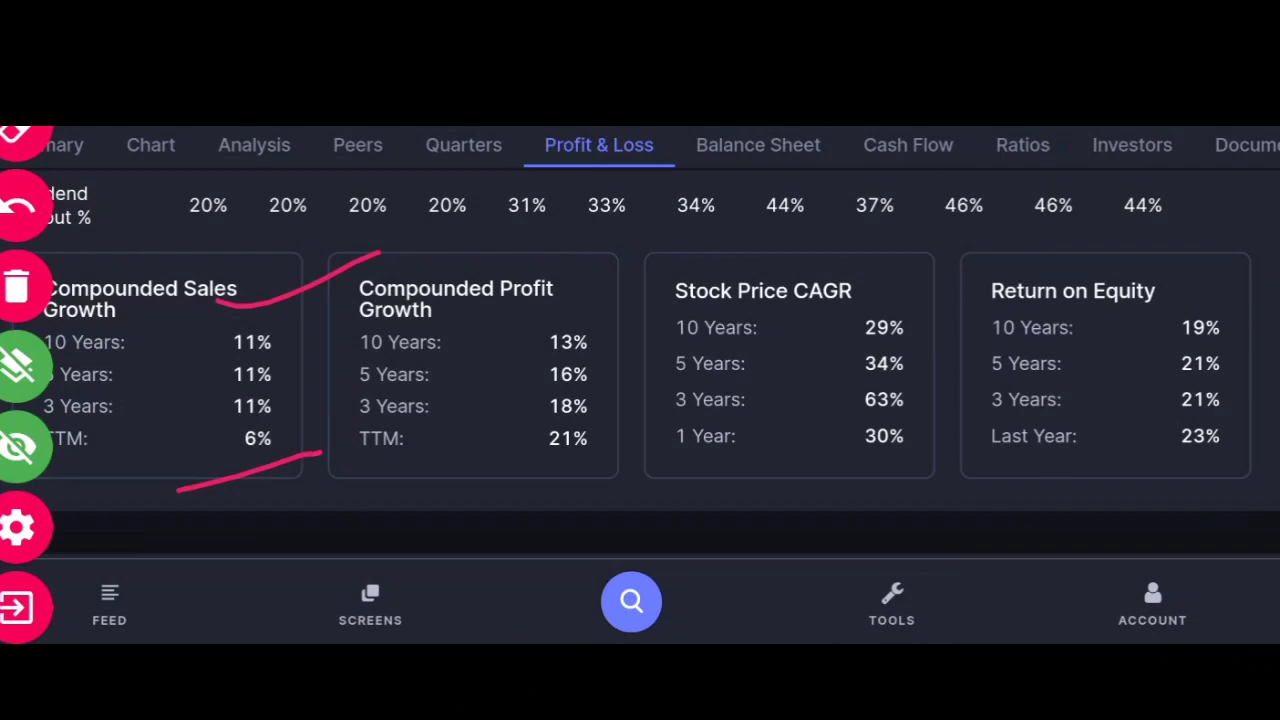 Chart Analysis Peers Quarters Profit & Loss Balance Sheet Cash Flow Ratios Investors
20% 20% 20% 20% 31% 33% 34% 44% 37% 46% 46% 44%
Compounded Sales
Growth
10 Years: 11%
Years: 11%
3 Years: 11%
TTM: 6%
Compounded Profit
Growth
10 Years: 13%
5 Years: 16%
3 Years: 18%
TTM: 21%
Stock Price CAGR
10 Years: 29%
5 Years: 34%
3 Years: 63%
1 Year: 30%
Return on Equity
10 Years: 19%
5 Years: 21%
3 Years: 21%
Last Year: 23%
FEED SCREENS TOOLS ACCOUNT